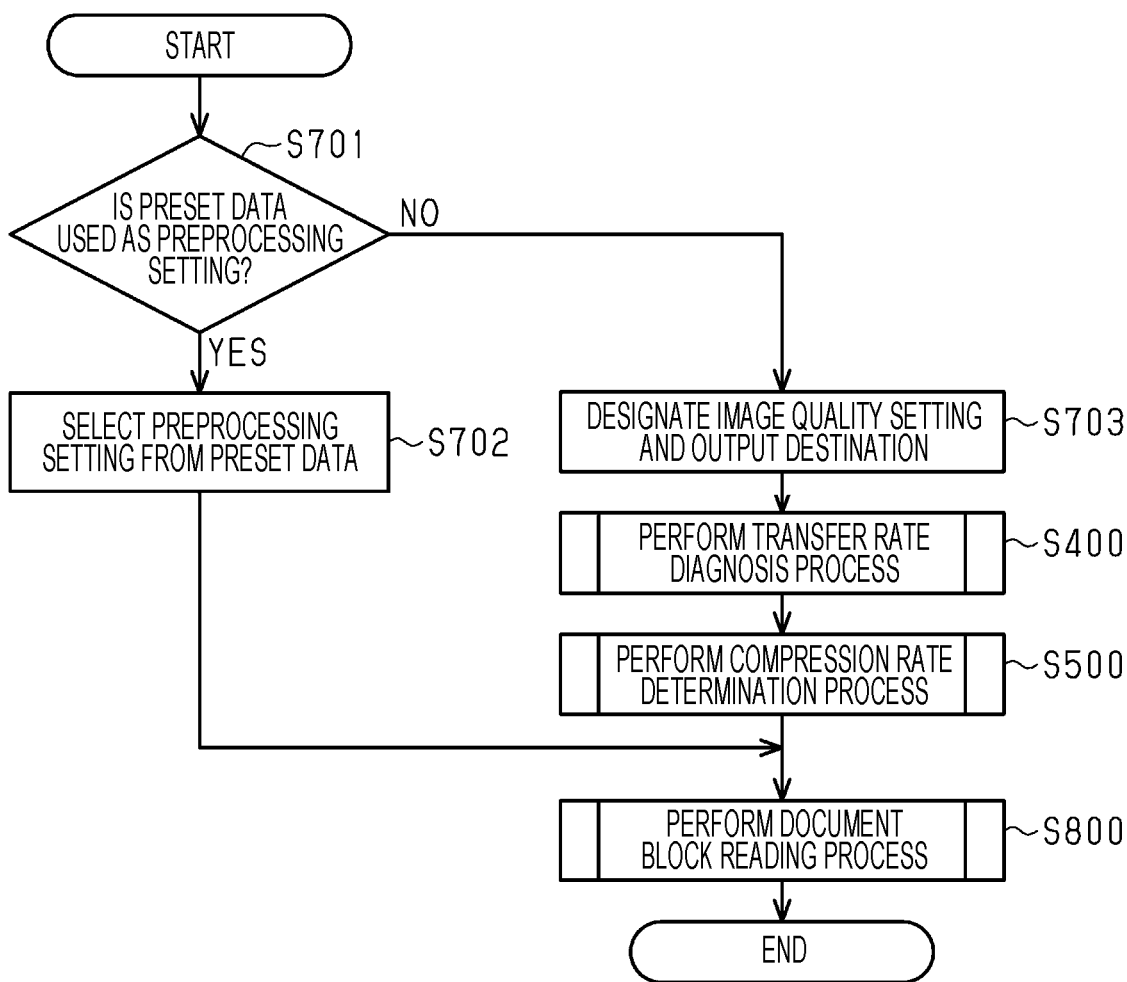 START
S701
IS PRESET DATA
USED AS PREPROCESSING
SETTING?
NO
YES
SELECT PREPROCESSING
SETTING FROM PRESET DATA
S702
DESIGNATE IMAGE QUALITY SETTING
AND OUTPUT DESTINATION
S703
PERFORM TRANSFER RATE
DIAGNOSIS PROCESS
S400
PERFORM COMPRESSION RATE
DETERMINATION PROCESS
S500
PERFORM DOCUMENT
BLOCK READING PROCESS
S800
END